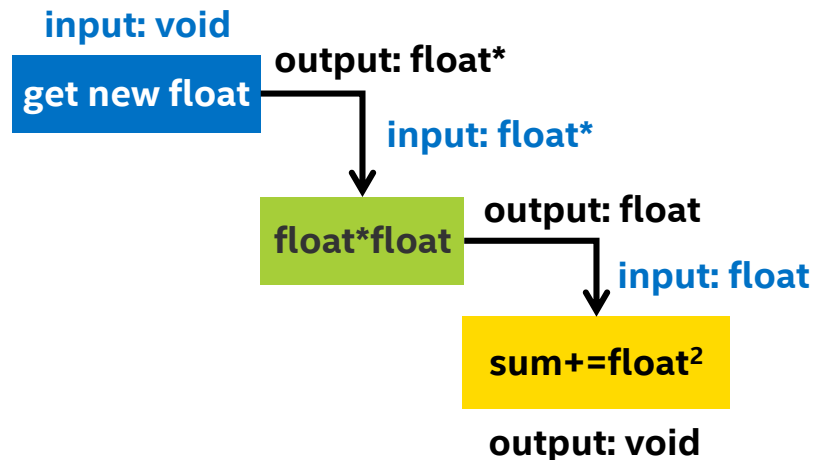 input: void
output: float*
get new float
input: float*
output: float
float*float
input: float
sum+=float²
output: void